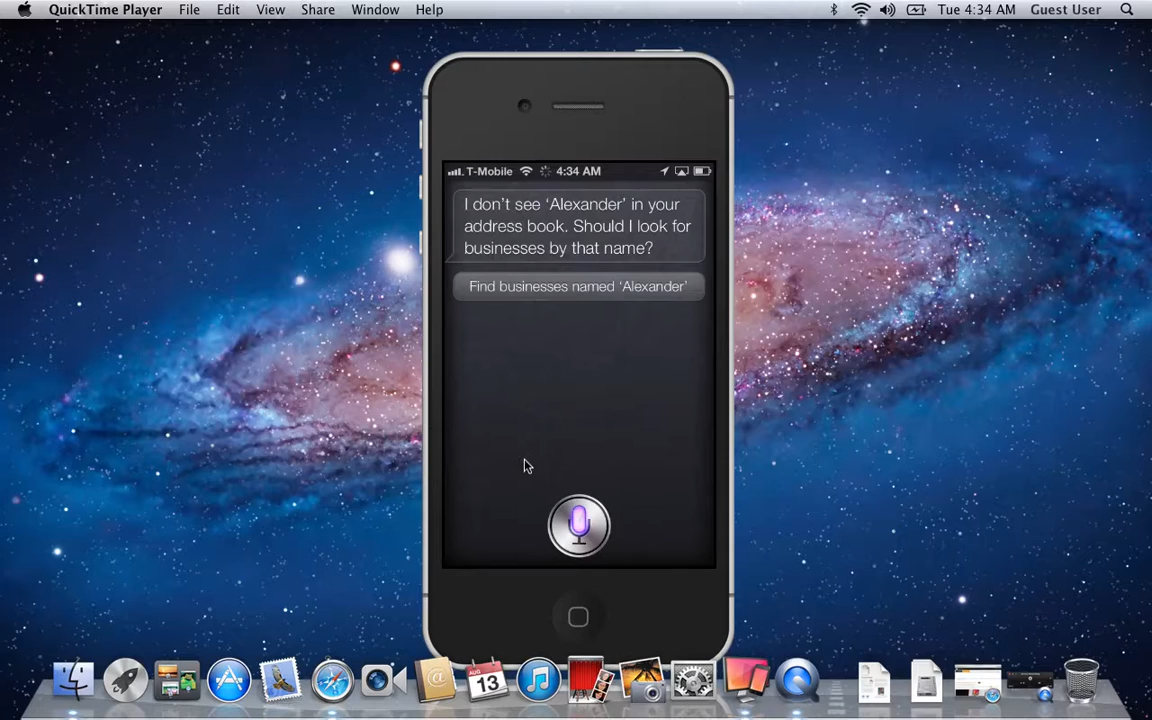 QuickTime Player File Edit View Share Window Help Tue 4:34 AM Guest User
T-Mobile 4:34 AM
I don't see ‘Alexander’ in your
address book. Should I look for
businesses by that name?
Find businesses named ‘Alexander’
13